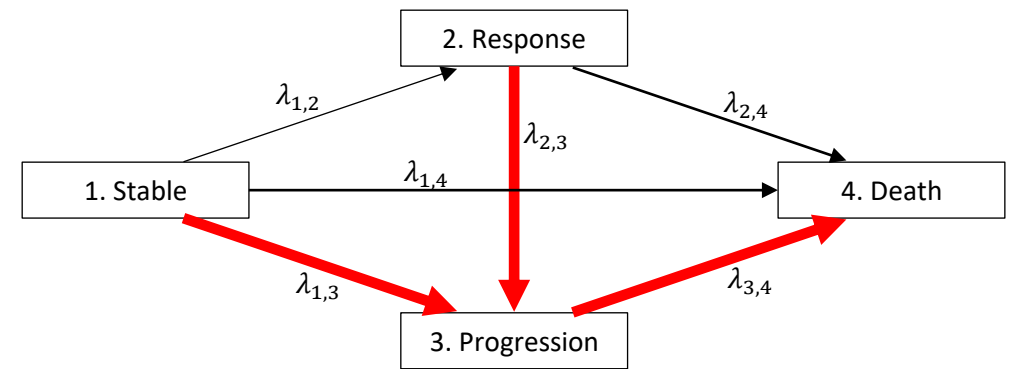 2. Response
λ1,2
λ2,4
λ2,3
1. Stable
λ1,4
4. Death
λ1,3
λ3,4
3. Progression